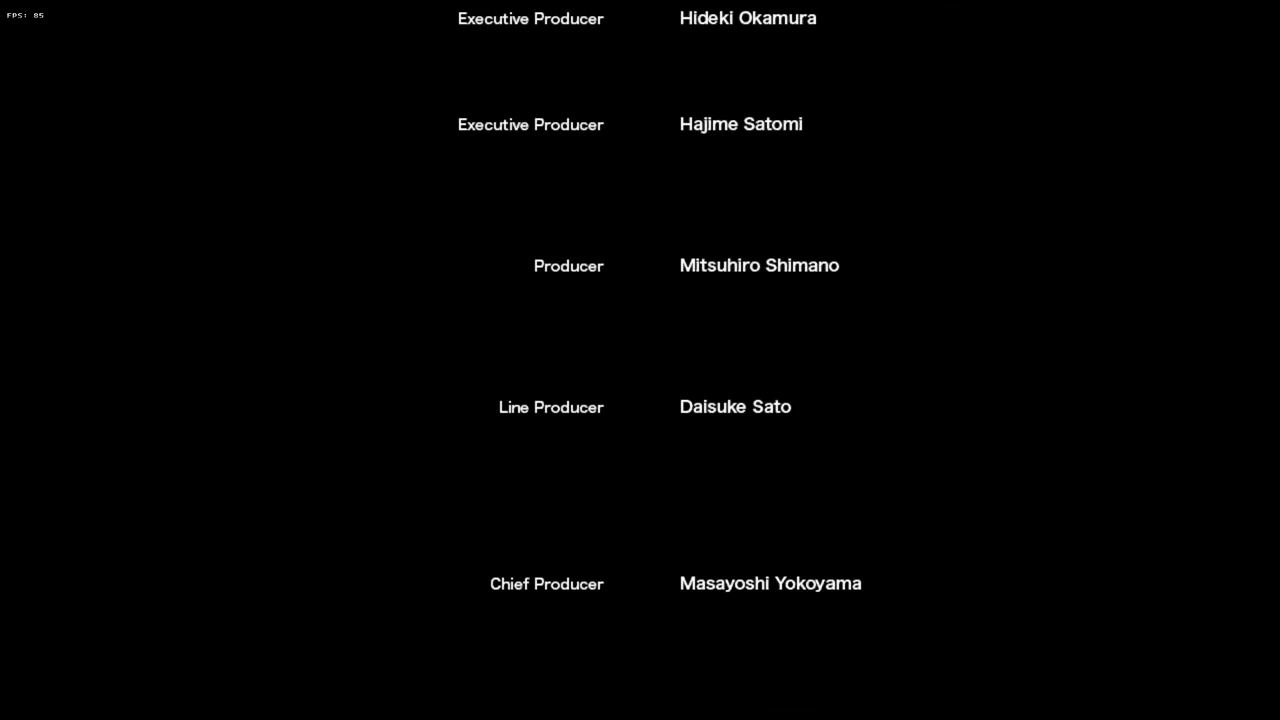 FPS: 85
Executive Producer Hideki Okamura
Executive Producer Hajime Satomi
Producer Mitsuhiro Shimano
Line Producer Daisuke Sato
Chief Producer Masayoshi Yokoyama